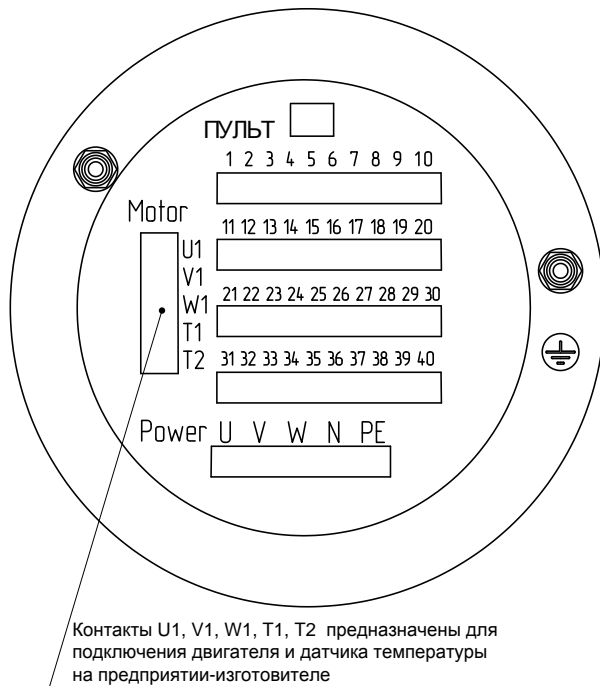 ПУЛЬТ
1 2 3 4 5 6 7 8 9 10
Motor
11 12 13 14 15 16 17 18 19 20
U1
V1
W1
T1
T2
21 22 23 24 25 26 27 28 29 30
31 32 33 34 35 36 37 38 39 40
Power U V W N PE
Контакты U1, V1, W1, T1, T2 предназначены для
подключения двигателя и датчика температуры
на предприятии-изготовителе